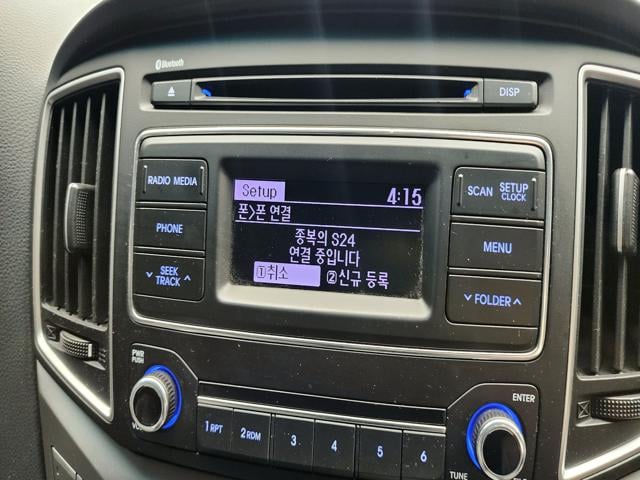 Bluetooth
DISP
RADIO MEDIA
PHONE
SEEK
TRACK
Setup 4:15
폰>폰 연결
종복의 S24
연결 중입니다
①취소 ②신규 등록
SCAN SETUP
CLOCK
MENU
FOLDER
PWR
PUSH
1 RPT 2 RDM 3 4 5 6
ENTER
TUNE